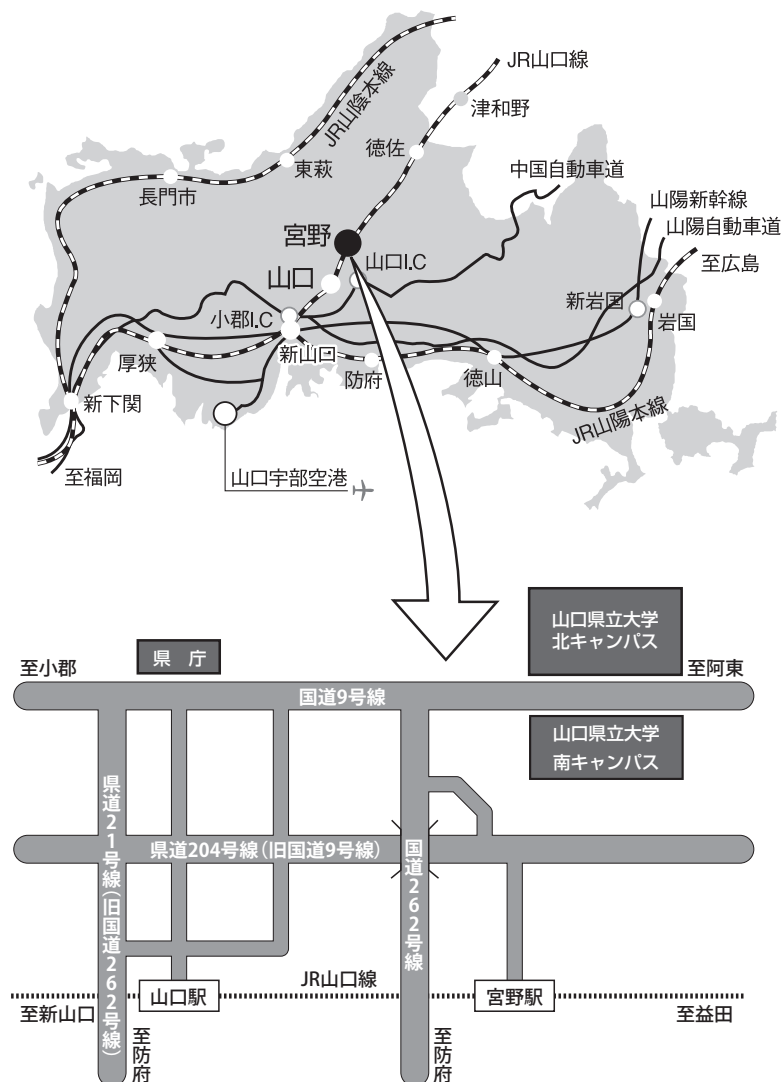 JR山陰本線
JR山口線
津和野
徳佐
東萩
長門市
中国自動車道
山陽新幹線
山陽自動車道
至広島
宮野
山口
山口I.C
小郡I.C
新山口
新岩国
岩国
厚狭
防府
徳山
新下関
JR山陽本線
至福岡
山口宇部空港
山口県立大学
北キャンパス
県 庁
至小郡
至阿東
国道9号線
山口県立大学
南キャンパス
県道21号線(旧国道262号線)
県道204号線(旧国道9号線)
国道262号線
JR山口線
山口駅
宮野駅
至新山口
至益田
至防府
至防府